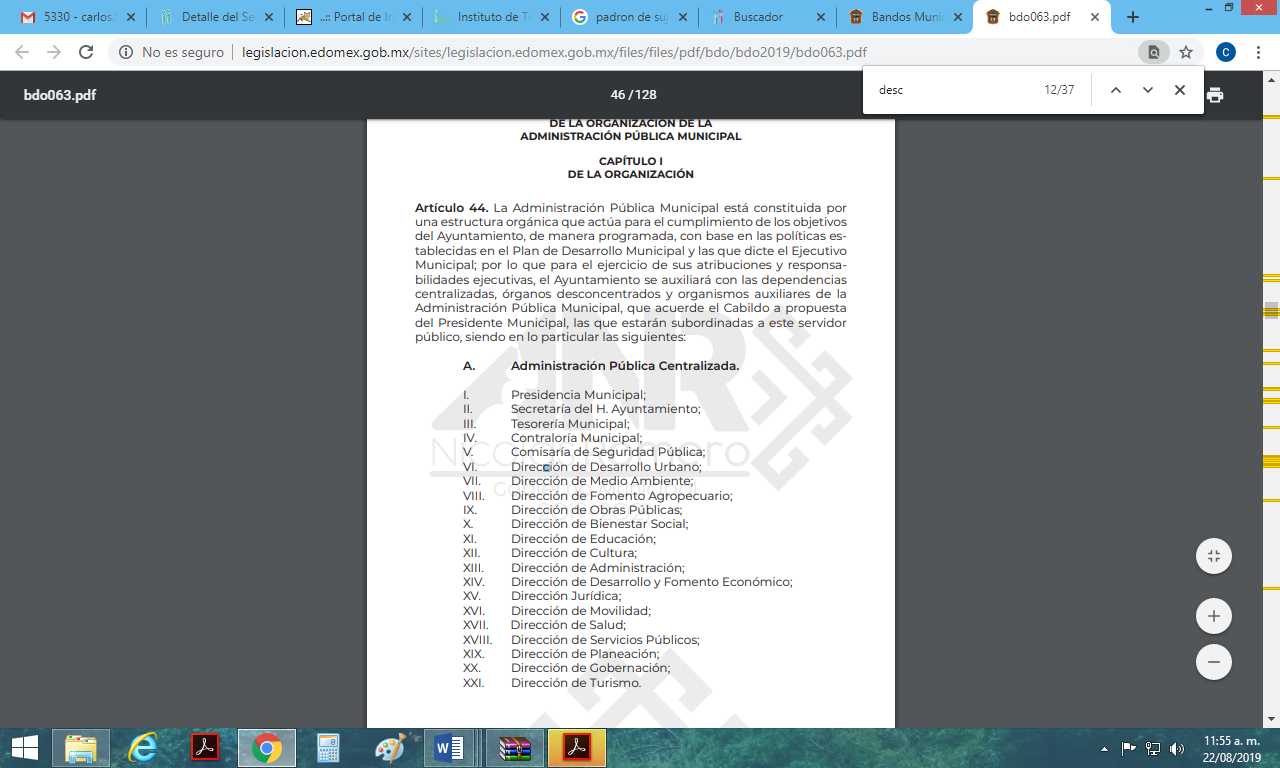 5330 - carlos.f
Detalle del Se
..:: Portal de In
Instituto de T
padron de suj
Buscador
Bandos Muni
bdo063.pdf
No es seguro | legislacion.edomex.gob.mx/sites/legislacion.edomex.gob.mx/files/files/pdf/bdo/bdo2019/bdo063.pdf
C
desc 12/37
bdo063.pdf
46 / 128
DE LA ORGANIZACIÓN DE LA
ADMINISTRACIÓN PÚBLICA MUNICIPAL
CAPÍTULO I
DE LA ORGANIZACIÓN
Artículo 44. La Administración Pública Municipal está constituida por
una estructura orgánica que actúa para el cumplimiento de los objetivos
del Ayuntamiento, de manera programada, con base en las políticas es-
tablecidas en el Plan de Desarrollo Municipal y las que dicte el Ejecutivo
Municipal; por lo que para el ejercicio de sus atribuciones y responsa-
bilidades ejecutivas, el Ayuntamiento se auxiliará con las dependencias
centralizadas, órganos desconcentrados y organismos auxiliares de la
Administración Pública Municipal, que acuerde el Cabildo a propuesta
del Presidente Municipal, las que estarán subordinadas a este servidor
público, siendo en lo particular las siguientes:
A. Administración Pública Centralizada.
I. Presidencia Municipal;
II. Secretaría del H. Ayuntamiento;
III. Tesorería Municipal;
IV. Contraloría Municipal;
V. Comisaría de Seguridad Pública;
VI. Dirección de Desarrollo Urbano;
VII. Dirección de Medio Ambiente;
VIII. Dirección de Fomento Agropecuario;
IX. Dirección de Obras Públicas;
X. Dirección de Bienestar Social;
XI. Dirección de Educación;
XII. Dirección de Cultura;
XIII. Dirección de Administración;
XIV. Dirección de Desarrollo y Fomento Económico;
XV. Dirección Jurídica;
XVI. Dirección de Movilidad;
XVII. Dirección de Salud;
XVIII. Dirección de Servicios Públicos;
XIX. Dirección de Planeación;
XX. Dirección de Gobernación;
XXI. Dirección de Turismo.
NR
Nicolás Romero
11:55 a. m.
22/08/2019